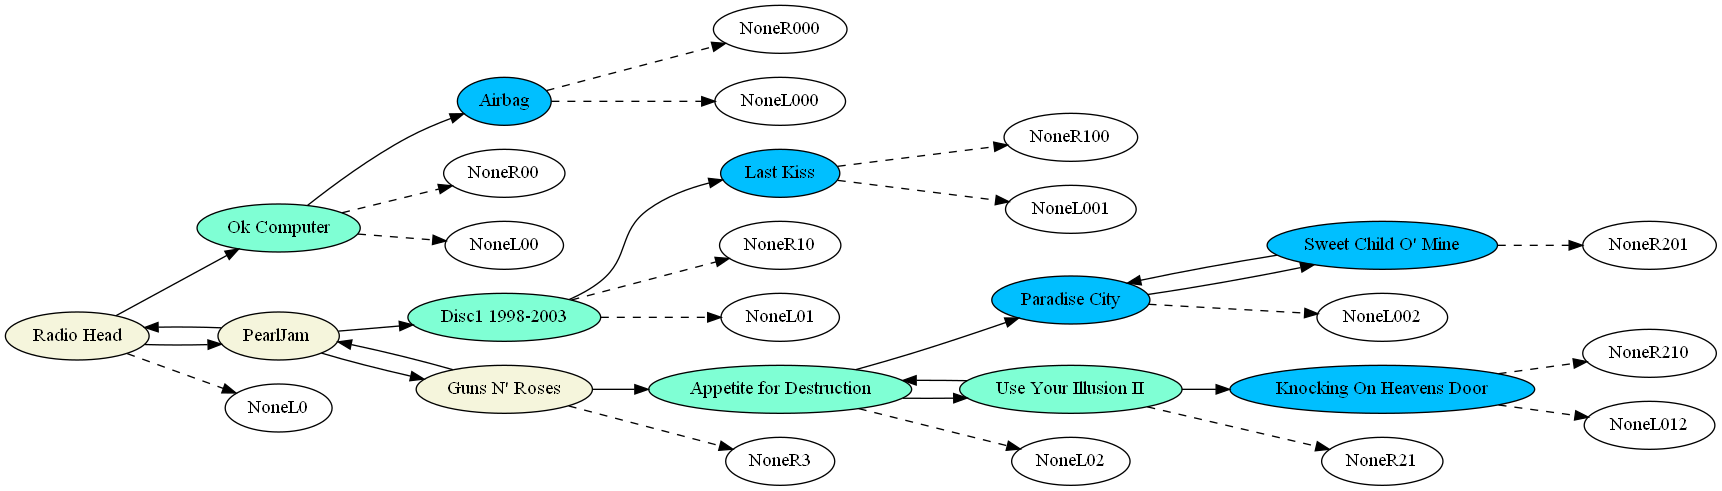 NoneR000
Airbag
NoneL000
NoneR100
NoneR00
Last Kiss
NoneL001
Ok Computer
NoneL00
NoneR10
Sweet Child O' Mine
NoneR201
Paradise City
Disc1 1998-2003
NoneL01
NoneL002
Radio Head
PearlJam
NoneR210
Guns N' Roses
Appetite for Destruction
Use Your Illusion II
Knocking On Heavens Door
NoneL0
NoneL012
NoneR3
NoneL02
NoneR21